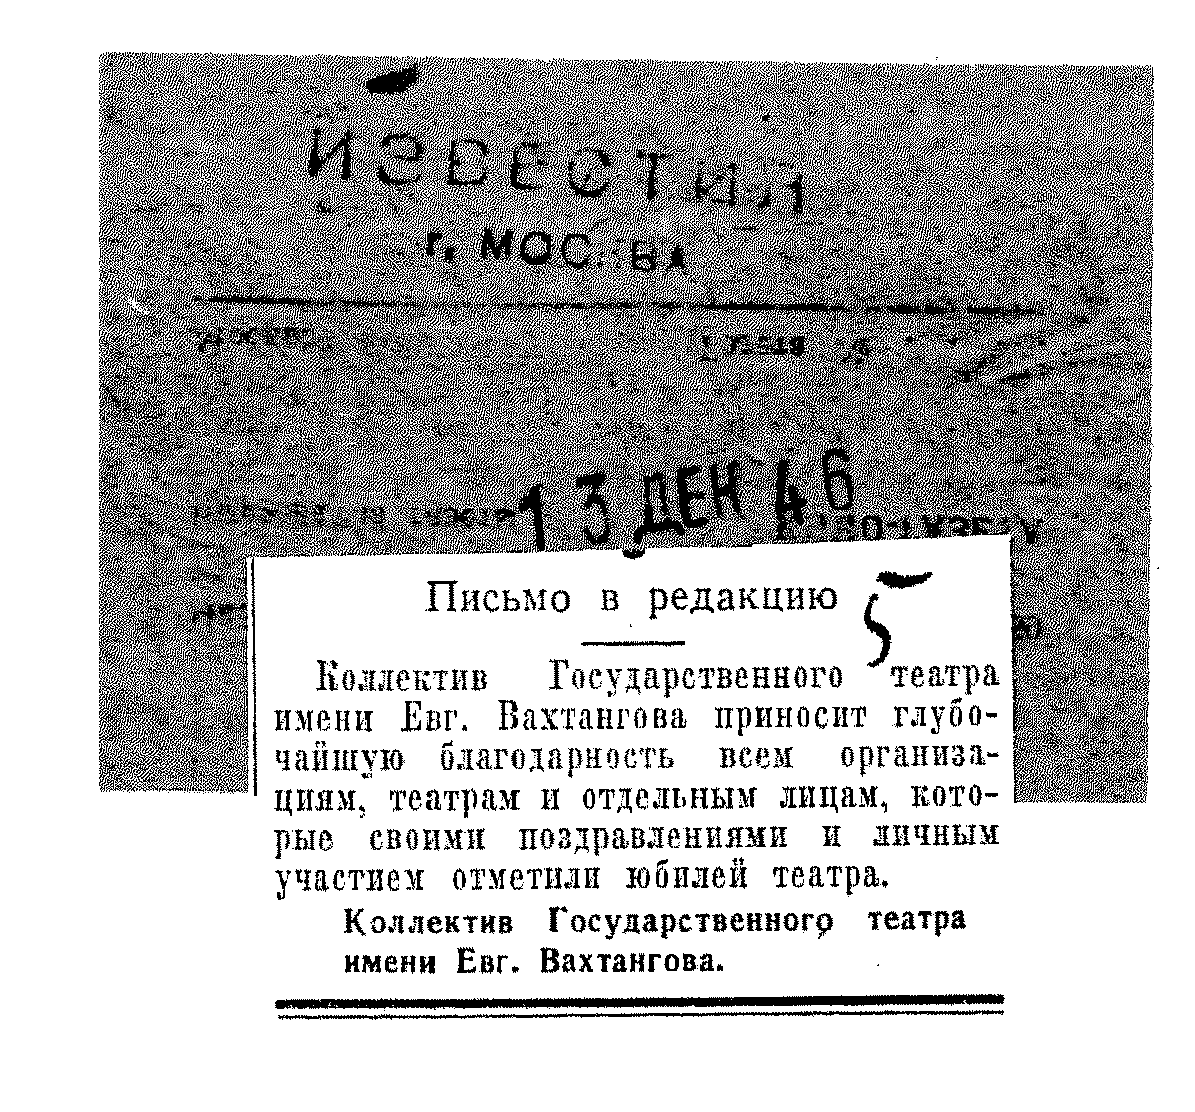 ИЗВЕСТИЯ
г. МОСКВА
13 ДЕК 46
Письмо в редакцию
5
Коллектив Государственного театра
имени Евг. Вахтангова приносит глубо-
чайшую благодарность всем организа-
циям, театрам и отдельным лицам, кото-
рые своими поздравлениями и личным
участием отметили юбилей театра.
Коллектив Государственного театра
имени Евг. Вахтангова.